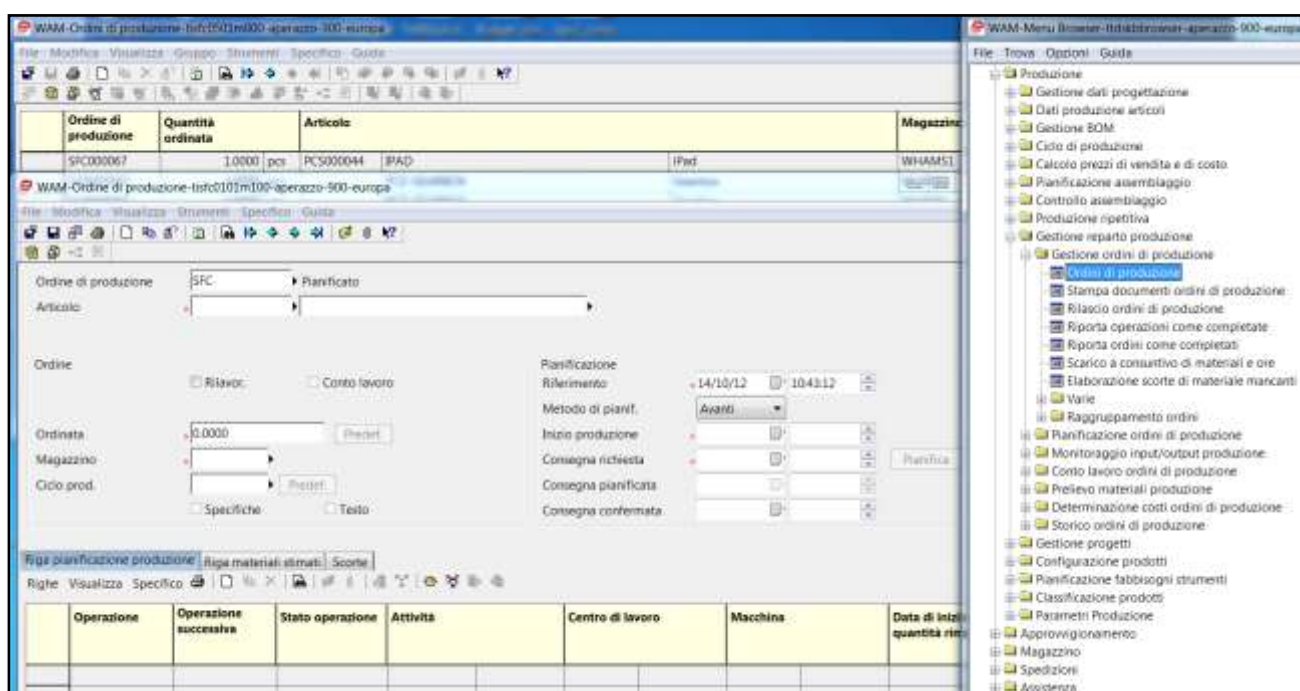 WAM-Ordini di produzione-tisfc0501m000-aperazzo-900-europa
File Modifica Visualizza Gruppo Strumenti Specifico Guida
Ordine di produzione Quantità ordinata Articolo Magazzino
SFC000067 1.0000 pcs PCS000044 IPAD iPad WHAMS1
WAM-Ordine di produzione-tisfc0101m100-aperazzo-900-europa
File Modifica Visualizza Strumenti Specifico Guida
Ordine di produzione SFC Pianificato
Articolo
Ordine
Rilavor. Conto lavoro
Ordinata 0.0000 Predef.
Magazzino
Ciclo prod. Predef.
Specifiche Testo
Pianificazione
Riferimento 14/10/12 10:43:12
Metodo di pianif. Avanti
Inizio produzione
Consegna richiesta Pianifica
Consegna pianificata
Consegna confermata
Riga pianificazione produzione Riga materiali stimati Scorte
Righe Visualizza Specifico
Operazione Operazione successiva Stato operazione Attività Centro di lavoro Macchina Data di inizio
quantità
WAM-Menu Browser-ttdskbbrowser-aperazzo-900-europa
File Trova Opzioni Guida
Produzione
Gestione dati progettazione
Dati produzione articoli
Gestione BOM
Ciclo di produzione
Calcolo prezzi di vendita e di costo
Pianificazione assemblaggio
Controllo assemblaggio
Produzione ripetitiva
Gestione reparto produzione
Gestione ordini di produzione
Ordini di produzione
Stampa documenti ordini di produzione
Rilascio ordini di produzione
Riporta operazioni come completate
Riporta ordini come completati
Scarico a consuntivo di materiali e ore
Elaborazione scorte di materiale mancanti
Varie
Raggruppamento ordini
Pianificazione ordini di produzione
Monitoraggio input/output produzione
Conto lavoro ordini di produzione
Prelievo materiali produzione
Determinazione costi ordini di produzione
Storico ordini di produzione
Gestione progetti
Configurazione prodotti
Pianificazione fabbisogni strumenti
Classificazione prodotti
Parametri Produzione
Approvvigionamento
Magazzino
Spedizioni
Assistenza